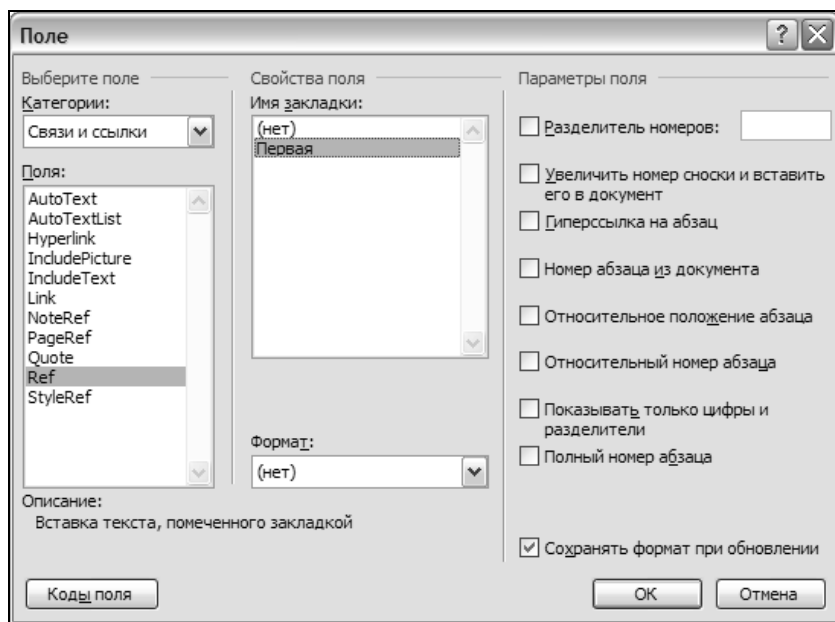 Поле
Выберите поле
Категории:
Связи и ссылки
Поля:
AutoText
AutoTextList
Hyperlink
IncludePicture
IncludeText
Link
NoteRef
PageRef
Quote
Ref
StyleRef
Описание:
Вставка текста, помеченного закладкой
Коды поля
Свойства поля
Имя закладки:
(нет)
Первая
Формат:
(нет)
Параметры поля
Разделитель номеров:
Увеличить номер сноски и вставить
его в документ
Гиперссылка на абзац
Номер абзаца из документа
Относительное положение абзаца
Относительный номер абзаца
Показывать только цифры и
разделители
Полный номер абзаца
Сохранять формат при обновлении
ОК
Отмена